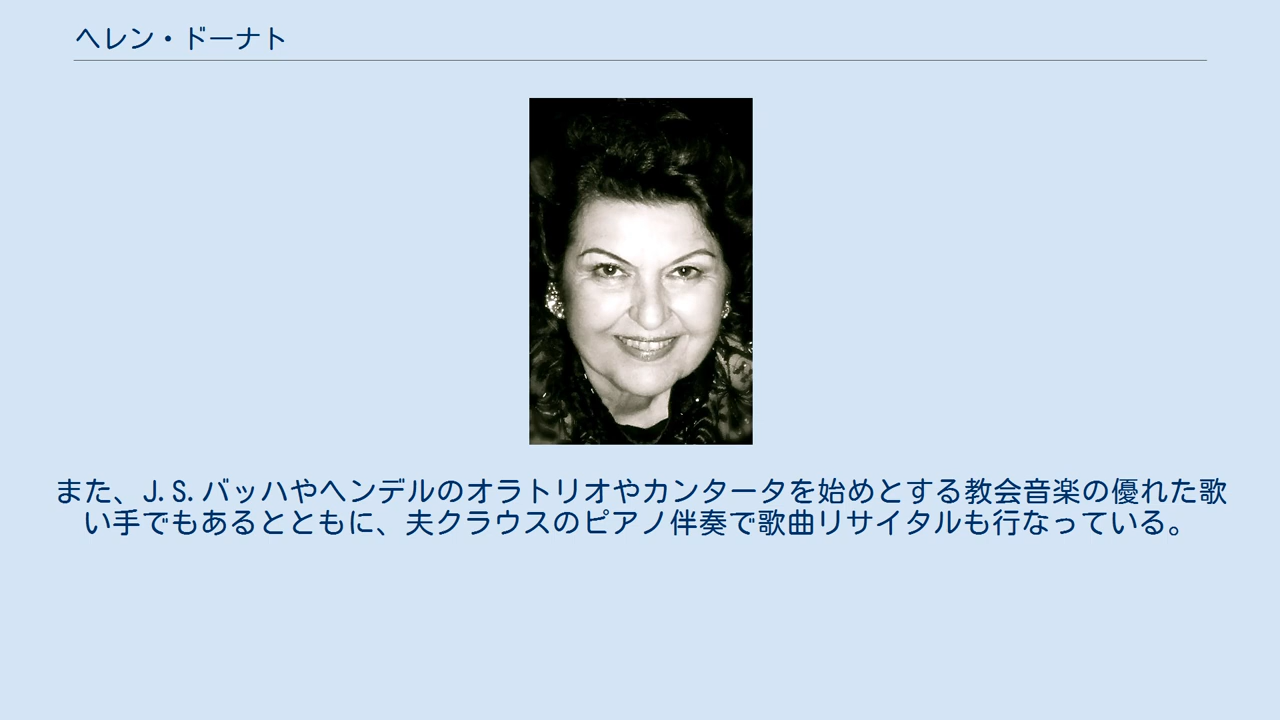 ヘレン・ドーナト
また、J.S.バッハやヘンデルのオラトリオやカンタータを始めとする教会音楽の優れた歌
い手でもあるとともに、夫クラウスのピアノ伴奏で歌曲リサイタルも行なっている。